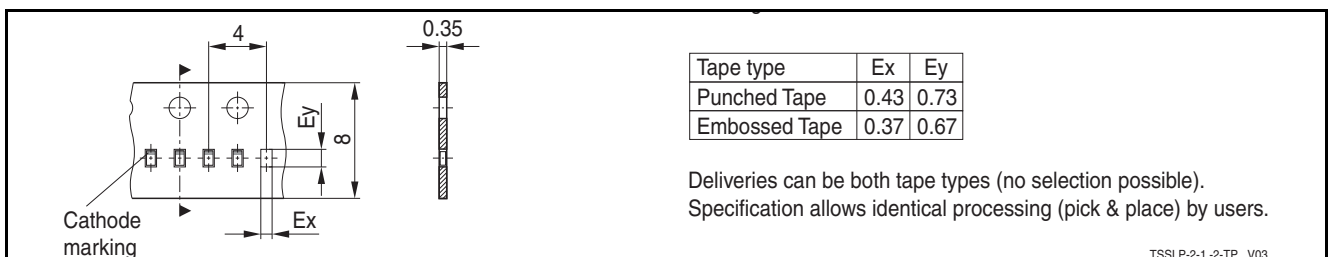 4
0.35
Ey
8
Ex
Cathode
marking
Tape type Ex Ey
Punched Tape 0.43 0.73
Embossed Tape 0.37 0.67
Deliveries can be both tape types (no selection possible).
Specification allows identical processing (pick & place) by users.
TSSLP-2-1,-2-TP V03